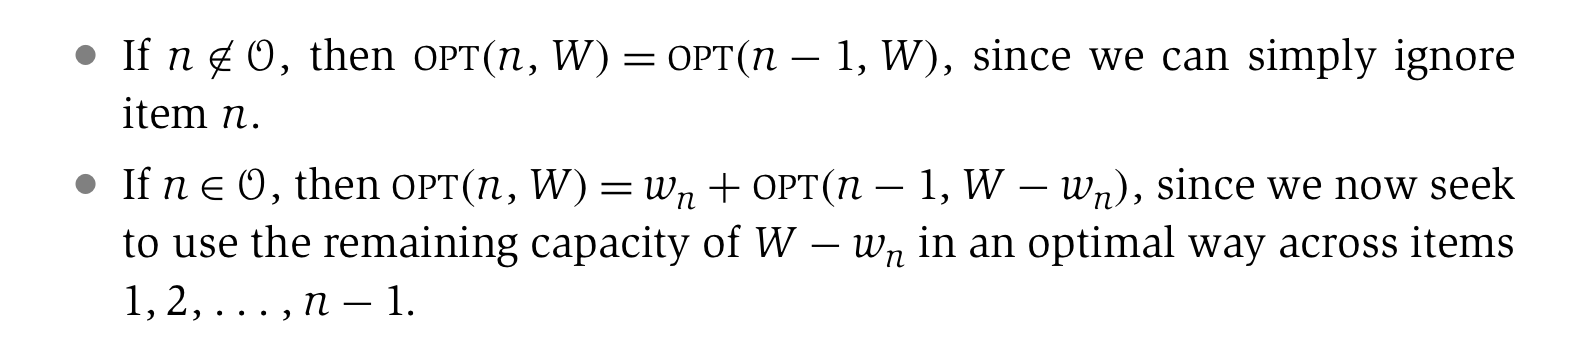 • If n ∉ 𝒪, then OPT(n, W) = OPT(n − 1, W), since we can simply ignore
item n.
• If n ∈ 𝒪, then OPT(n, W) = wₙ + OPT(n − 1, W − wₙ), since we now seek
to use the remaining capacity of W − wₙ in an optimal way across items
1, 2, . . . , n − 1.